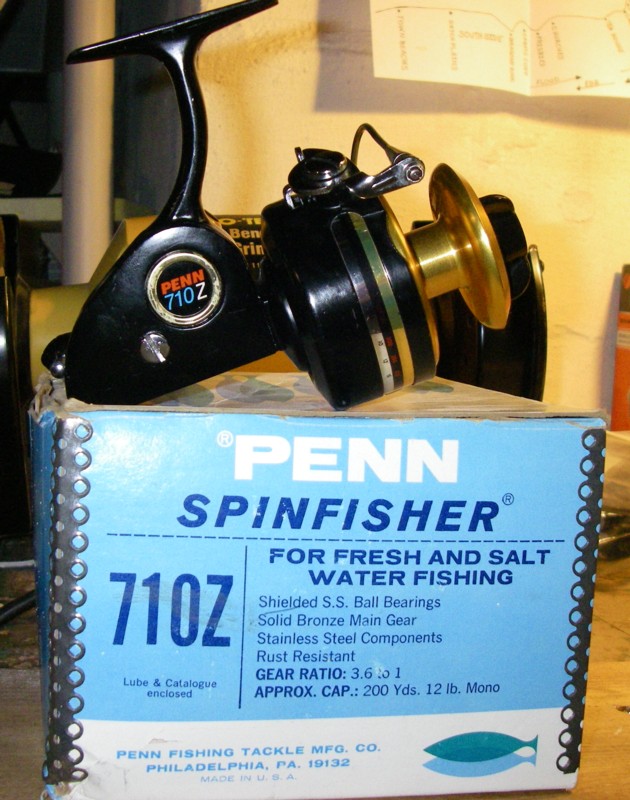 PENN
710Z
® PENN
SPINFISHER®
FOR FRESH AND SALT
WATER FISHING
710Z
Shielded S.S. Ball Bearings
Solid Bronze Main Gear
Stainless Steel Components
Rust Resistant
GEAR RATIO: 3.6 to 1
APPROX. CAP.: 200 Yds. 12 lb. Mono
Lube & Catalogue
enclosed
PENN FISHING TACKLE MFG. CO.
PHILADELPHIA, PA. 19132
MADE IN U.S.A.